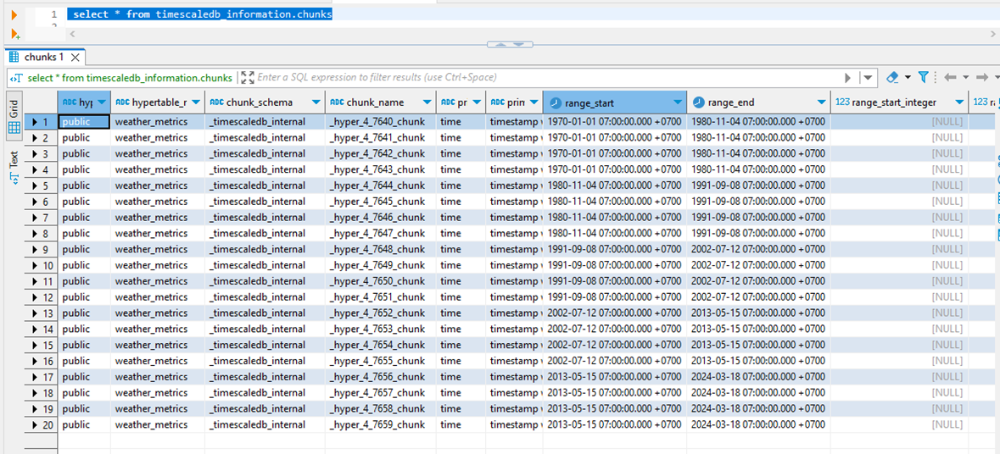 1 select * from timescaledb_information.chunks
2
chunks 1
select * from timescaledb_information.chunks Enter a SQL expression to filter results (use Ctrl+Space)
Grid
Text
ABC hyp ABC hypertable_r ABC chunk_schema ABC chunk_name ABC pr ABC prin range_start range_end 123 range_start_integer 123 ra
1 public weather_metrics _timescaledb_internal _hyper_4_7640_chunk time timestamp 1970-01-01 07:00:00.000 +0700 1980-11-04 07:00:00.000 +0700 [NULL]
2 public weather_metrics _timescaledb_internal _hyper_4_7641_chunk time timestamp 1970-01-01 07:00:00.000 +0700 1980-11-04 07:00:00.000 +0700 [NULL]
3 public weather_metrics _timescaledb_internal _hyper_4_7642_chunk time timestamp 1970-01-01 07:00:00.000 +0700 1980-11-04 07:00:00.000 +0700 [NULL]
4 public weather_metrics _timescaledb_internal _hyper_4_7643_chunk time timestamp 1970-01-01 07:00:00.000 +0700 1980-11-04 07:00:00.000 +0700 [NULL]
5 public weather_metrics _timescaledb_internal _hyper_4_7644_chunk time timestamp 1980-11-04 07:00:00.000 +0700 1991-09-08 07:00:00.000 +0700 [NULL]
6 public weather_metrics _timescaledb_internal _hyper_4_7645_chunk time timestamp 1980-11-04 07:00:00.000 +0700 1991-09-08 07:00:00.000 +0700 [NULL]
7 public weather_metrics _timescaledb_internal _hyper_4_7646_chunk time timestamp 1980-11-04 07:00:00.000 +0700 1991-09-08 07:00:00.000 +0700 [NULL]
8 public weather_metrics _timescaledb_internal _hyper_4_7647_chunk time timestamp 1980-11-04 07:00:00.000 +0700 1991-09-08 07:00:00.000 +0700 [NULL]
9 public weather_metrics _timescaledb_internal _hyper_4_7648_chunk time timestamp 1991-09-08 07:00:00.000 +0700 2002-07-12 07:00:00.000 +0700 [NULL]
10 public weather_metrics _timescaledb_internal _hyper_4_7649_chunk time timestamp 1991-09-08 07:00:00.000 +0700 2002-07-12 07:00:00.000 +0700 [NULL]
11 public weather_metrics _timescaledb_internal _hyper_4_7650_chunk time timestamp 1991-09-08 07:00:00.000 +0700 2002-07-12 07:00:00.000 +0700 [NULL]
12 public weather_metrics _timescaledb_internal _hyper_4_7651_chunk time timestamp 1991-09-08 07:00:00.000 +0700 2002-07-12 07:00:00.000 +0700 [NULL]
13 public weather_metrics _timescaledb_internal _hyper_4_7652_chunk time timestamp 2002-07-12 07:00:00.000 +0700 2013-05-15 07:00:00.000 +0700 [NULL]
14 public weather_metrics _timescaledb_internal _hyper_4_7653_chunk time timestamp 2002-07-12 07:00:00.000 +0700 2013-05-15 07:00:00.000 +0700 [NULL]
15 public weather_metrics _timescaledb_internal _hyper_4_7654_chunk time timestamp 2002-07-12 07:00:00.000 +0700 2013-05-15 07:00:00.000 +0700 [NULL]
16 public weather_metrics _timescaledb_internal _hyper_4_7655_chunk time timestamp 2002-07-12 07:00:00.000 +0700 2013-05-15 07:00:00.000 +0700 [NULL]
17 public weather_metrics _timescaledb_internal _hyper_4_7656_chunk time timestamp 2013-05-15 07:00:00.000 +0700 2024-03-18 07:00:00.000 +0700 [NULL]
18 public weather_metrics _timescaledb_internal _hyper_4_7657_chunk time timestamp 2013-05-15 07:00:00.000 +0700 2024-03-18 07:00:00.000 +0700 [NULL]
19 public weather_metrics _timescaledb_internal _hyper_4_7658_chunk time timestamp 2013-05-15 07:00:00.000 +0700 2024-03-18 07:00:00.000 +0700 [NULL]
20 public weather_metrics _timescaledb_internal _hyper_4_7659_chunk time timestamp 2013-05-15 07:00:00.000 +0700 2024-03-18 07:00:00.000 +0700 [NULL]